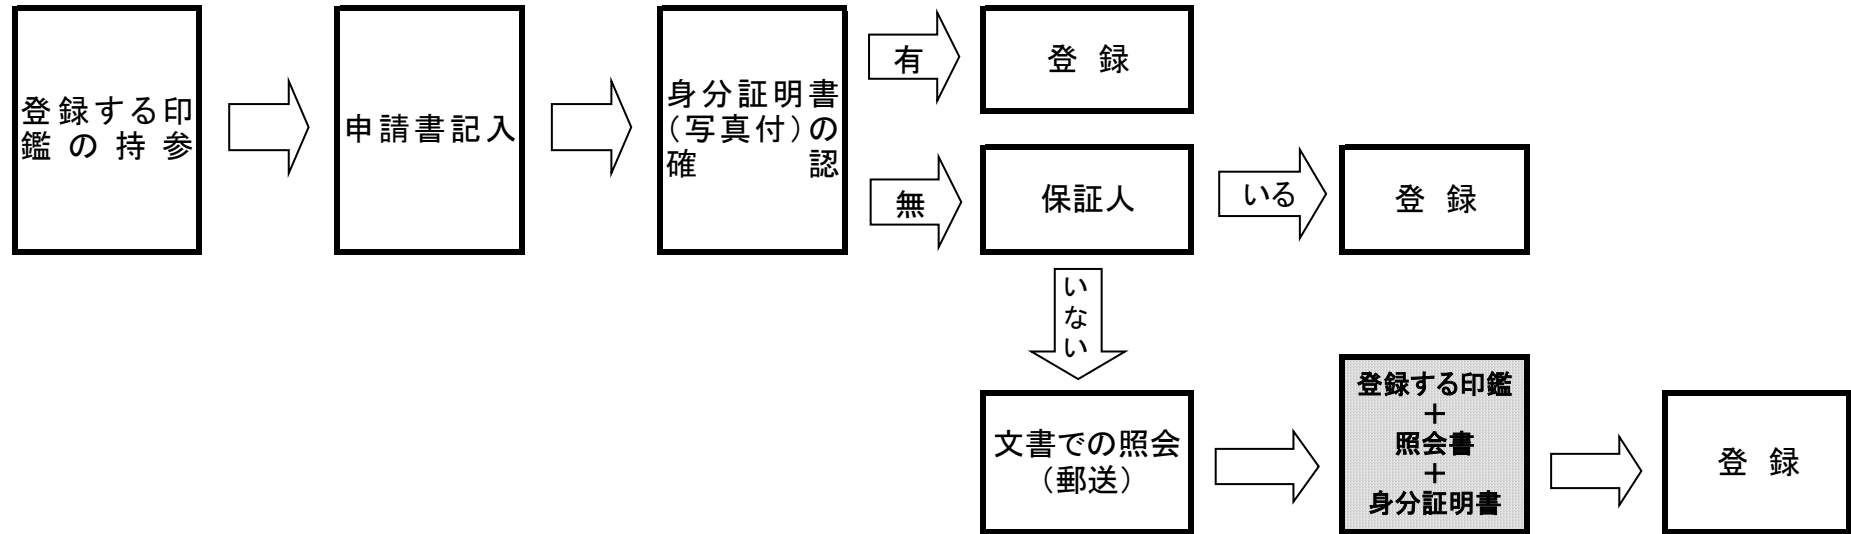 登録する印
鑑の持参
申請書記入
身分証明書
（写真付）の
確認
有
登録
無
保証人
いる
登録
いない
文書での照会
（郵送）
登録する印鑑
＋
照会書
＋
身分証明書
登録